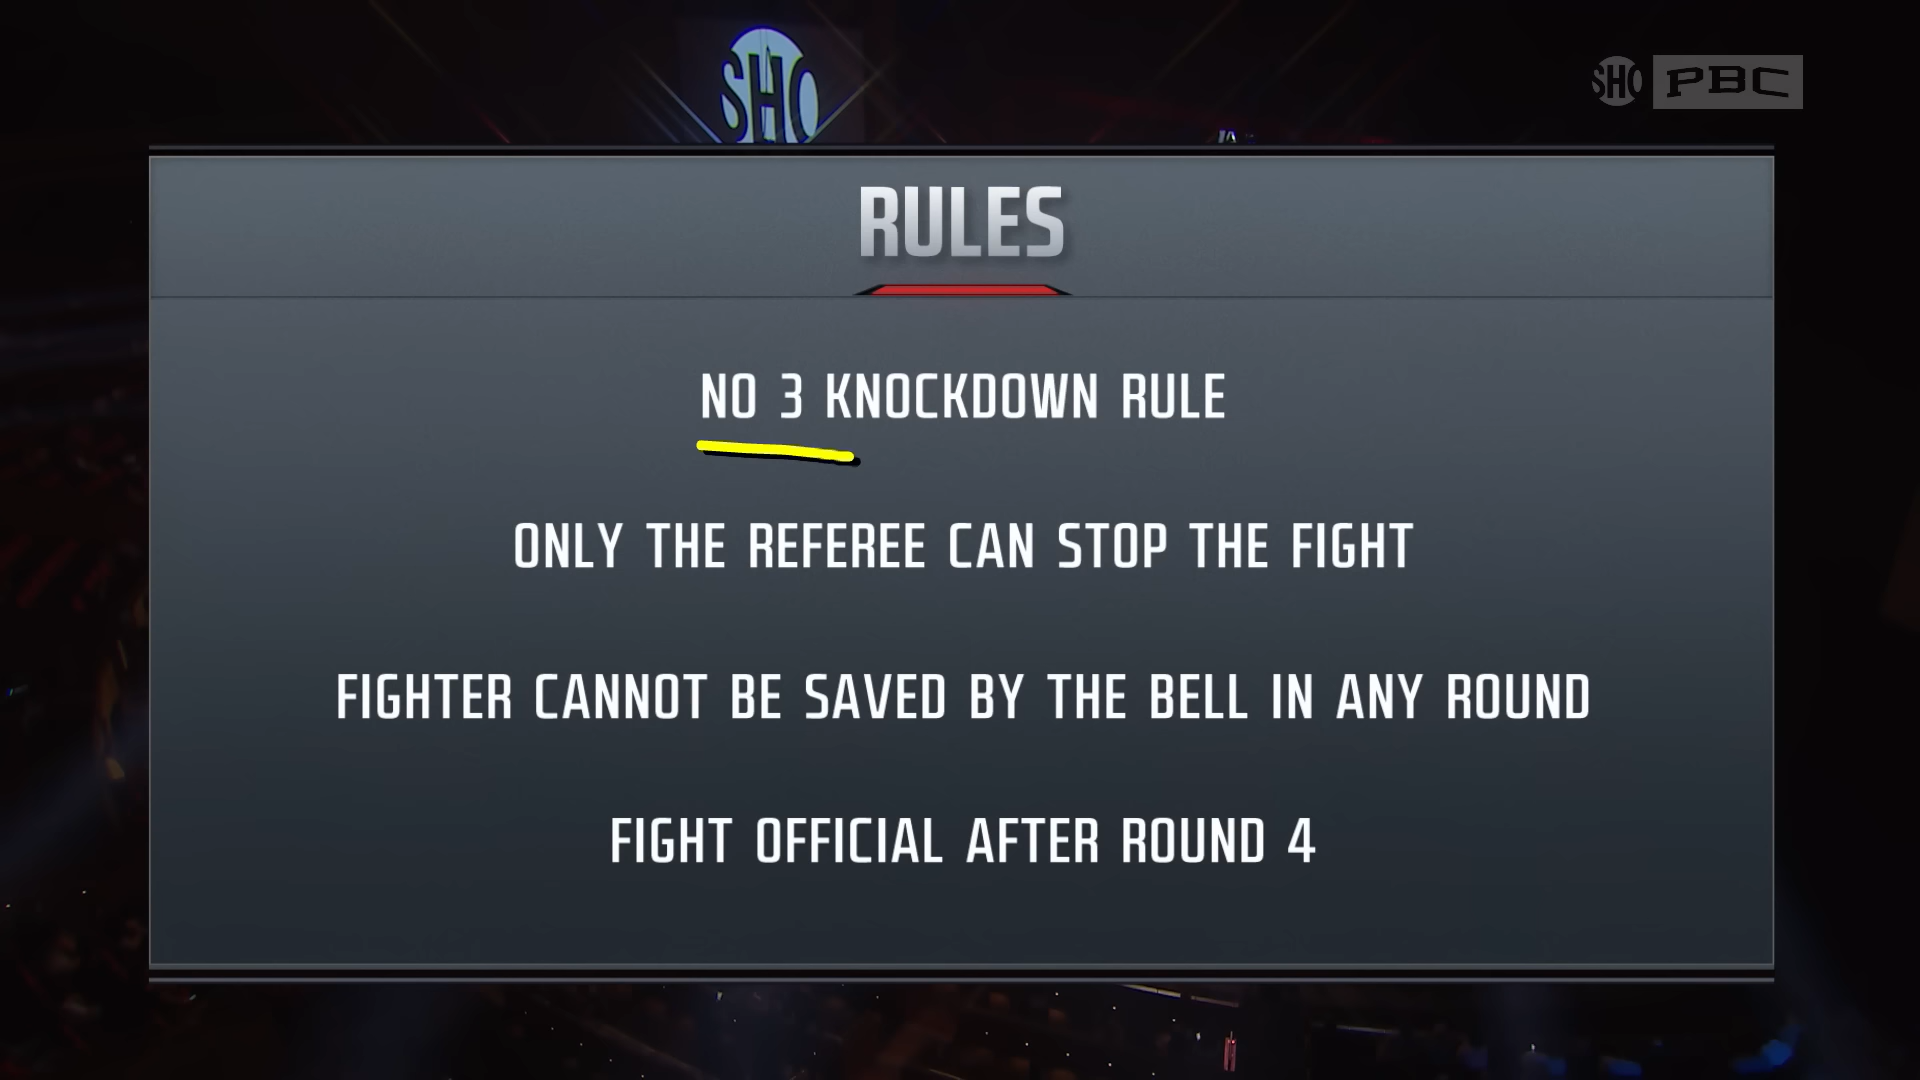 SHO
SHO PBC
RULES
NO 3 KNOCKDOWN RULE
ONLY THE REFEREE CAN STOP THE FIGHT
FIGHTER CANNOT BE SAVED BY THE BELL IN ANY ROUND
FIGHT OFFICIAL AFTER ROUND 4